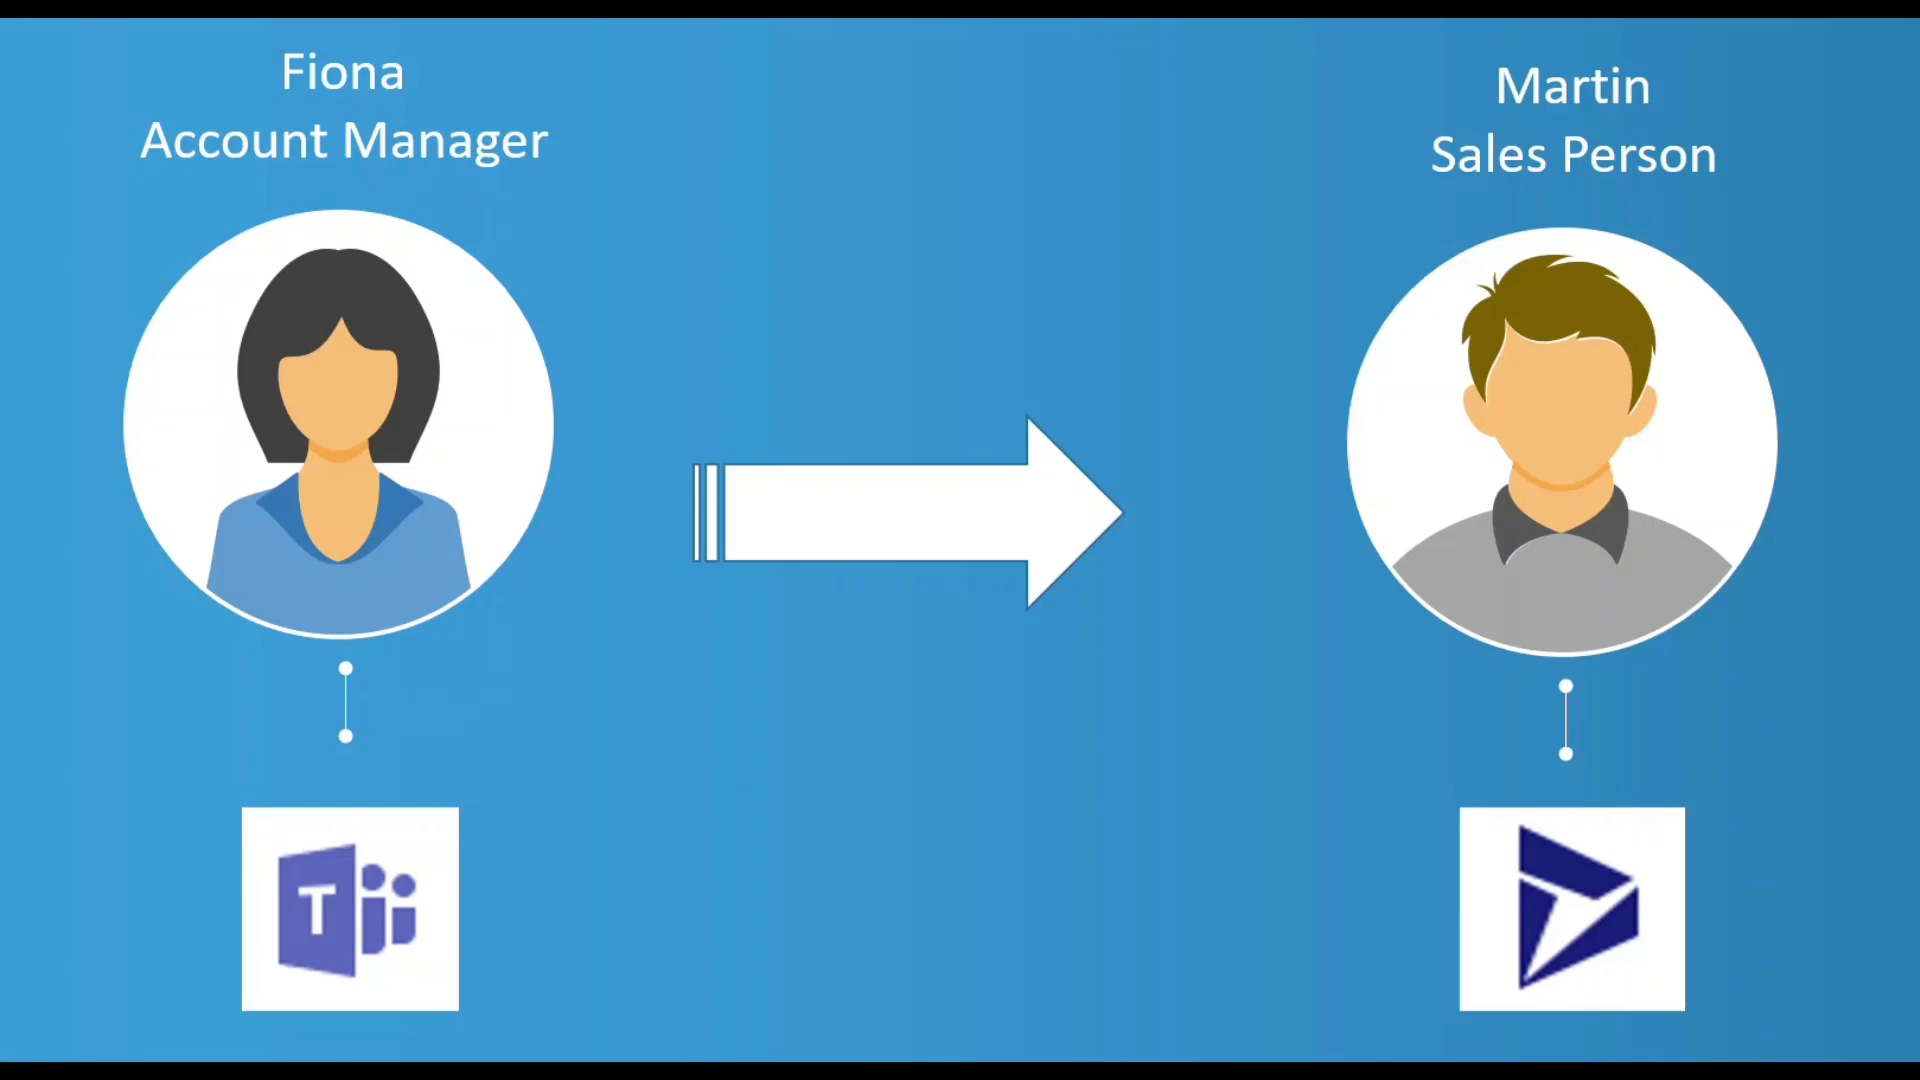 Fiona
Account Manager
Martin
Sales Person
T